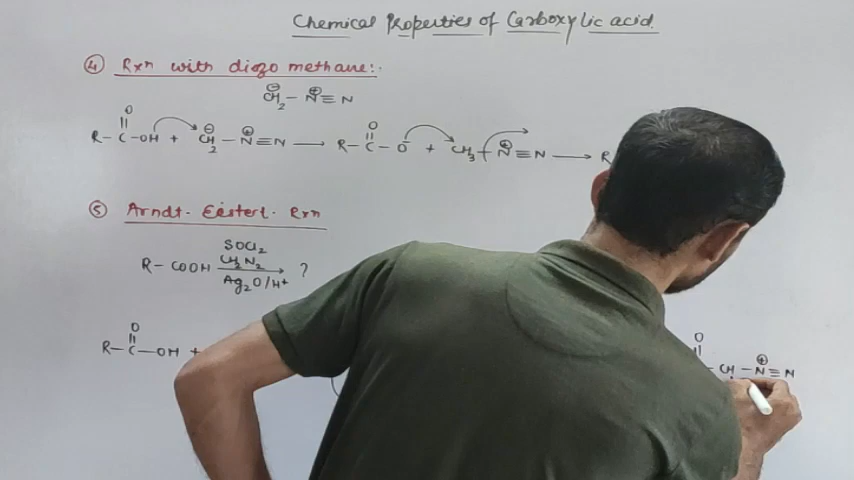 Chemical Properties of Carboxylic acid.
④ Rxn with diazo methane:-
⊖CH2 – N⊕≡N
R–C(=O)–OH + ⊖CH2 – N⊕≡N ⟶ R–C(=O)–O⁻ + CH3–N⊕≡N ⟶ R
⑤ Arndt- Eistert- Rxn
R–COOH SOCl2 CH2N2 Ag2O/H+ ⟶ ?
R–C(=O)–OH +
O CH–N⊕≡N